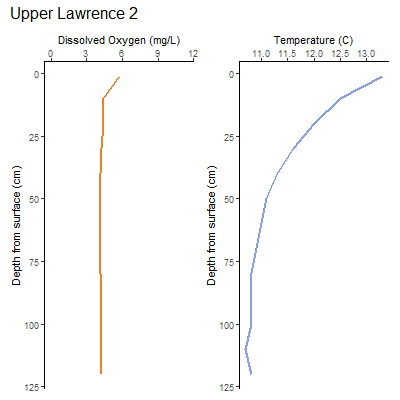 Upper Lawrence 2
Dissolved Oxygen (mg/L)
0 3 6 9 12
Depth from surface (cm)
0
25
50
75
100
125
Temperature (C)
11.0 11.5 12.0 12.5 13.0
Depth from surface (cm)
0
25
50
75
100
125